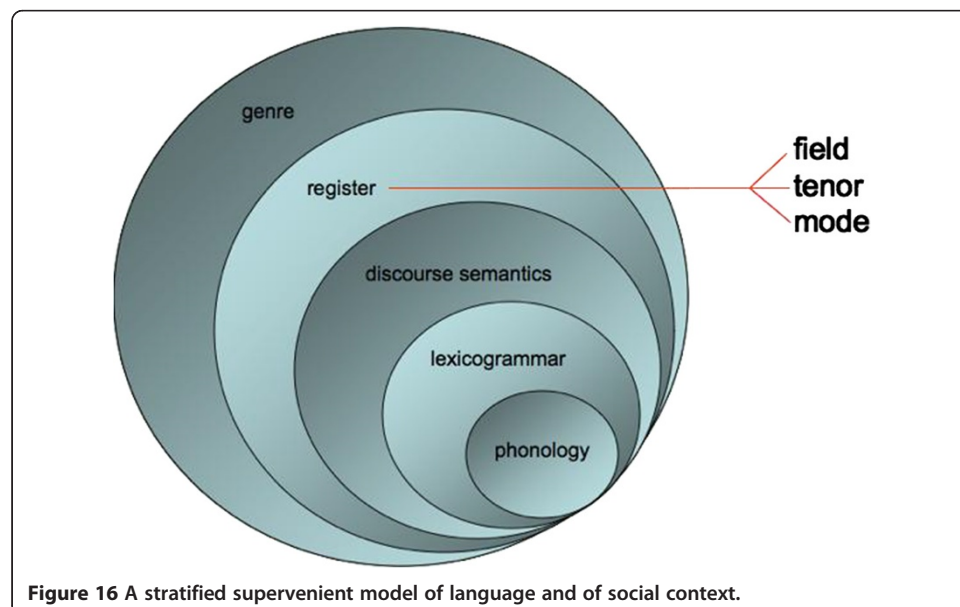 genre
field
register
tenor
mode
discourse semantics
lexicogrammar
phonology
Figure 16 A stratified supervenient model of language and of social context.